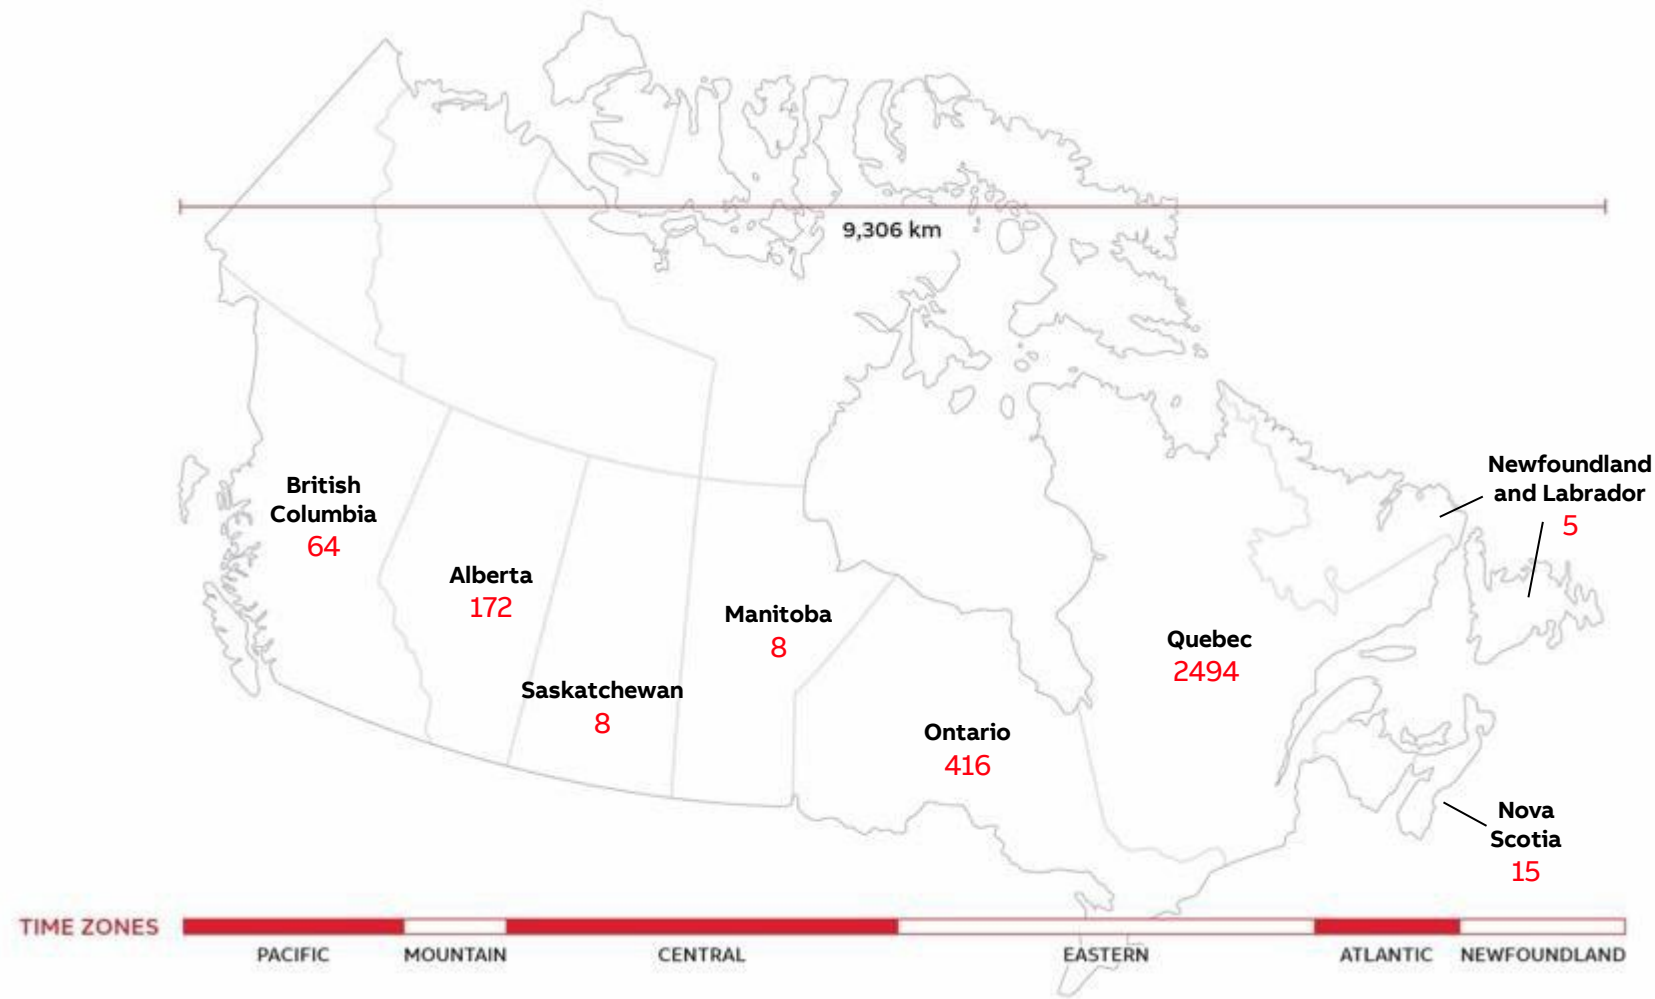 9,306 km
British
Columbia
64
Alberta
172
Saskatchewan
8
Manitoba
8
Ontario
416
Quebec
2494
Newfoundland
and Labrador
5
Nova
Scotia
15
TIME ZONES
PACIFIC MOUNTAIN CENTRAL EASTERN ATLANTIC NEWFOUNDLAND